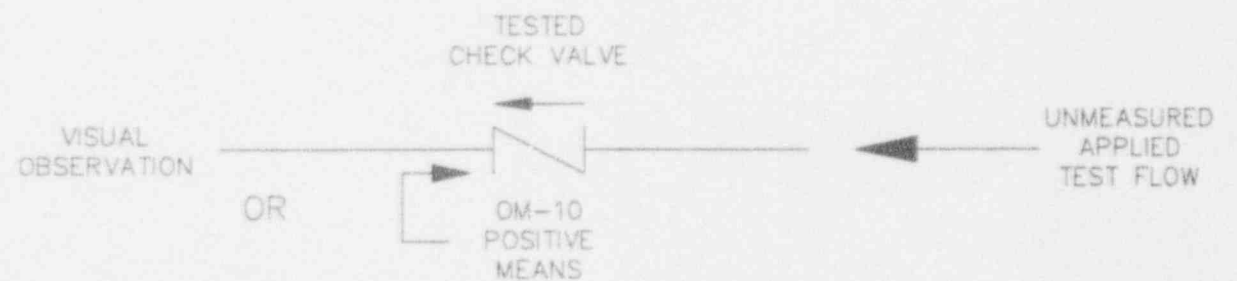 TESTED
CHECK VALVE
VISUAL
OBSERVATION
OR
OM-10
POSITIVE
MEANS
UNMEASURED
APPLIED
TEST FLOW